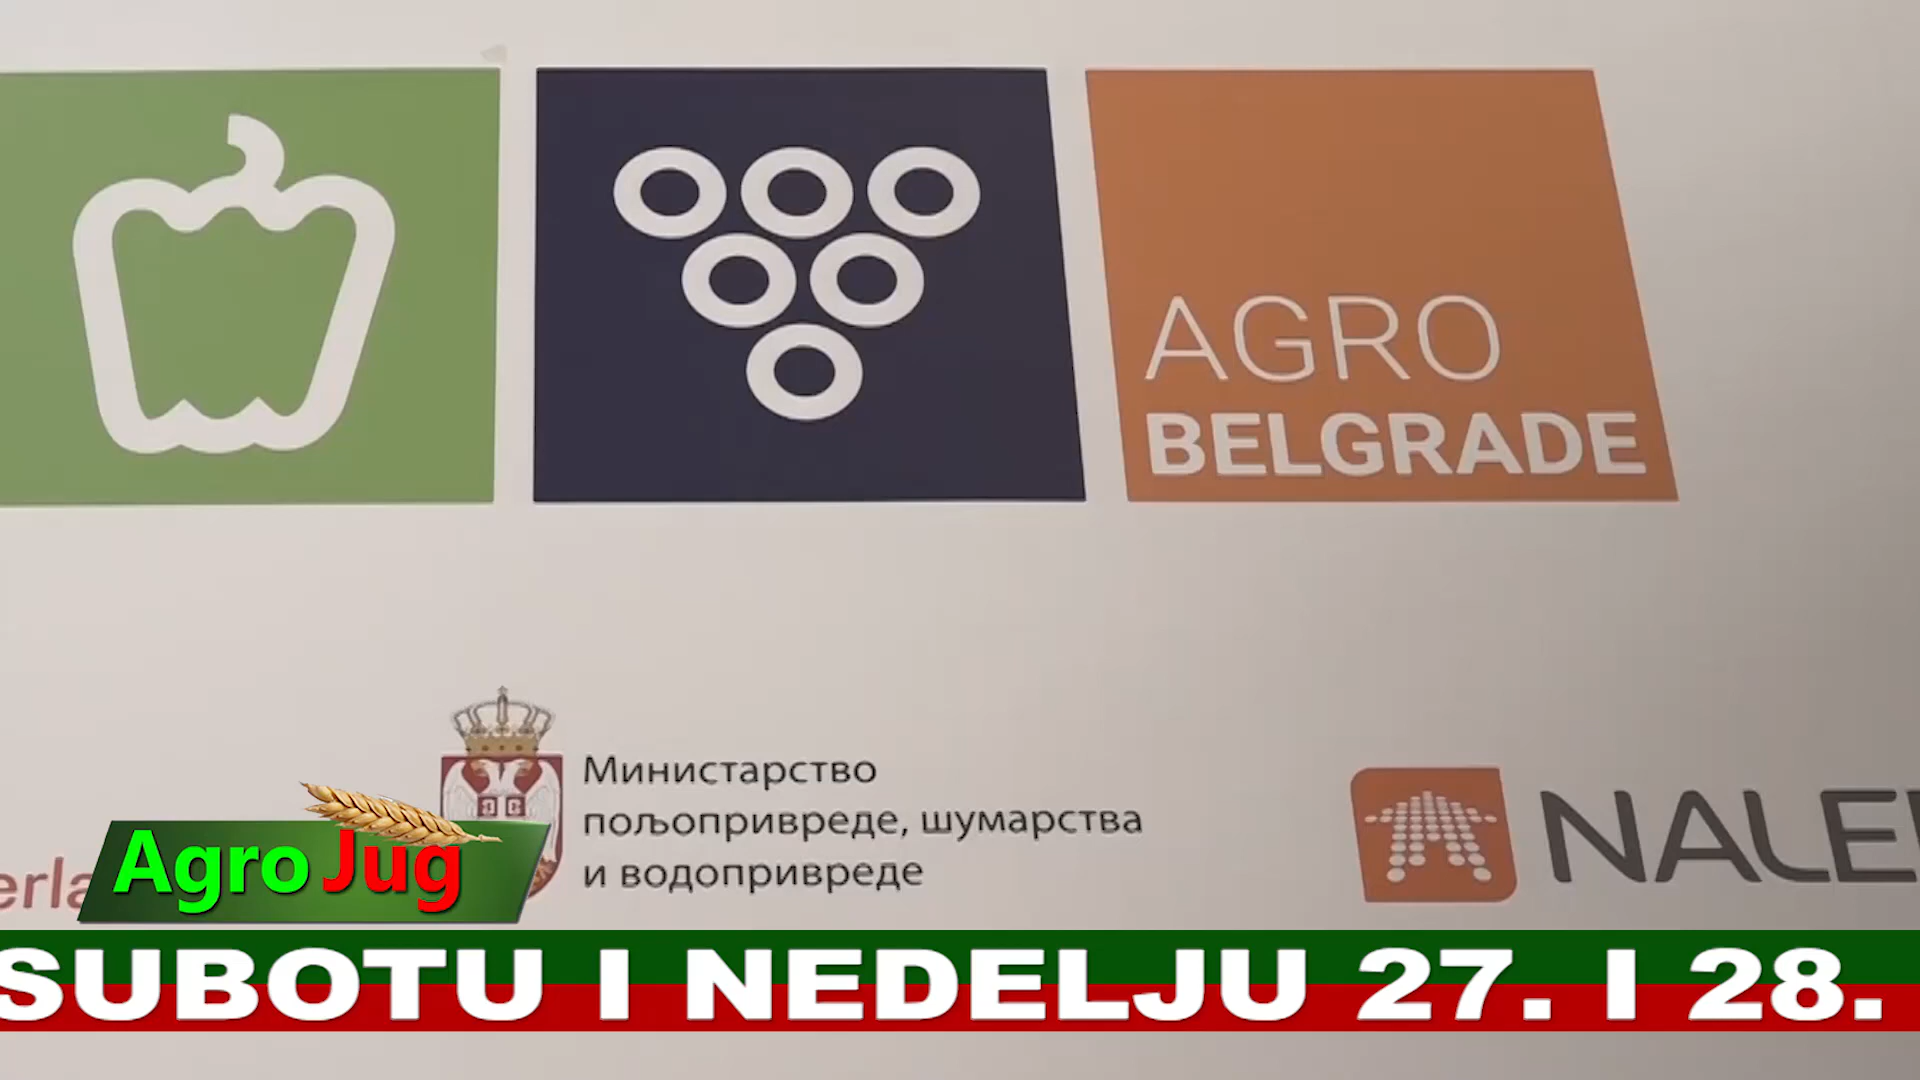 AGRO
BELGRADE
Министарство
пољопривреде, шумарства
и водопривреде
Agro Jug
SUBOTU I NEDELJU 27. I 28.